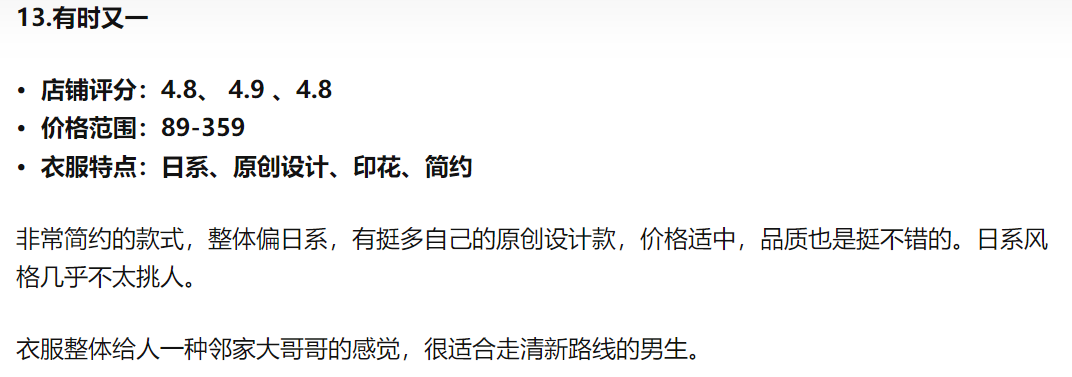 13.有时又一
• 店铺评分：4.8、 4.9 、4.8
• 价格范围：89-359
• 衣服特点：日系、原创设计、印花、简约
非常简约的款式，整体偏日系，有挺多自己的原创设计款，价格适中，品质也是挺不错的。日系风
格几乎不太挑人。
衣服整体给人一种邻家大哥哥的感觉，很适合走清新路线的男生。